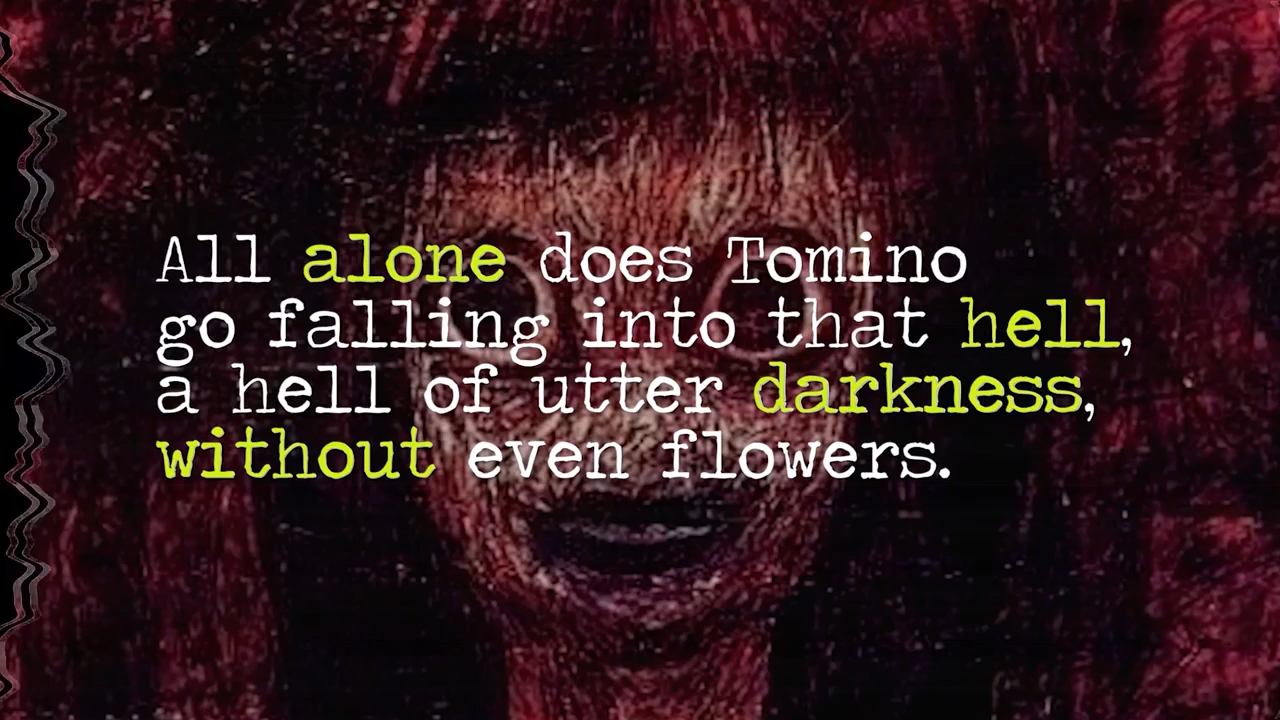 All alone does Tomino
go falling into that hell,
a hell of utter darkness,
without even flowers.